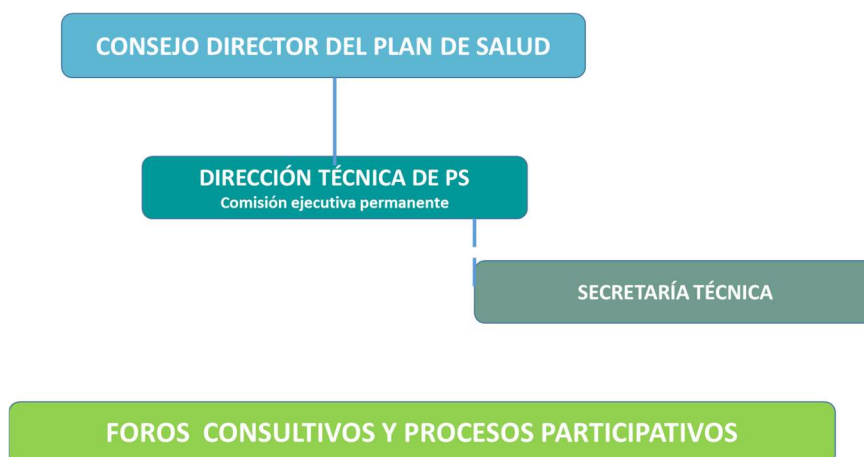 CONSEJO DIRECTOR DEL PLAN DE SALUD
DIRECCIÓN TÉCNICA DE PS
Comisión ejecutiva permanente
SECRETARÍA TÉCNICA
FOROS CONSULTIVOS Y PROCESOS PARTICIPATIVOS